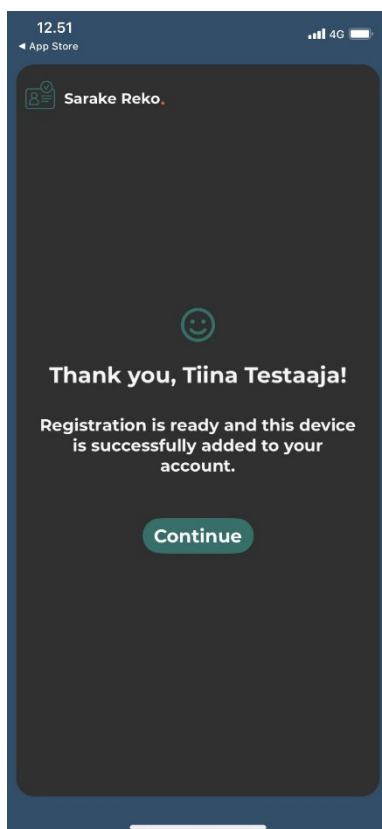 12.51
4G
◀ App Store
Sarake Reko.
Thank you, Tiina Testaaja!
Registration is ready and this device
is successfully added to your
account.
Continue